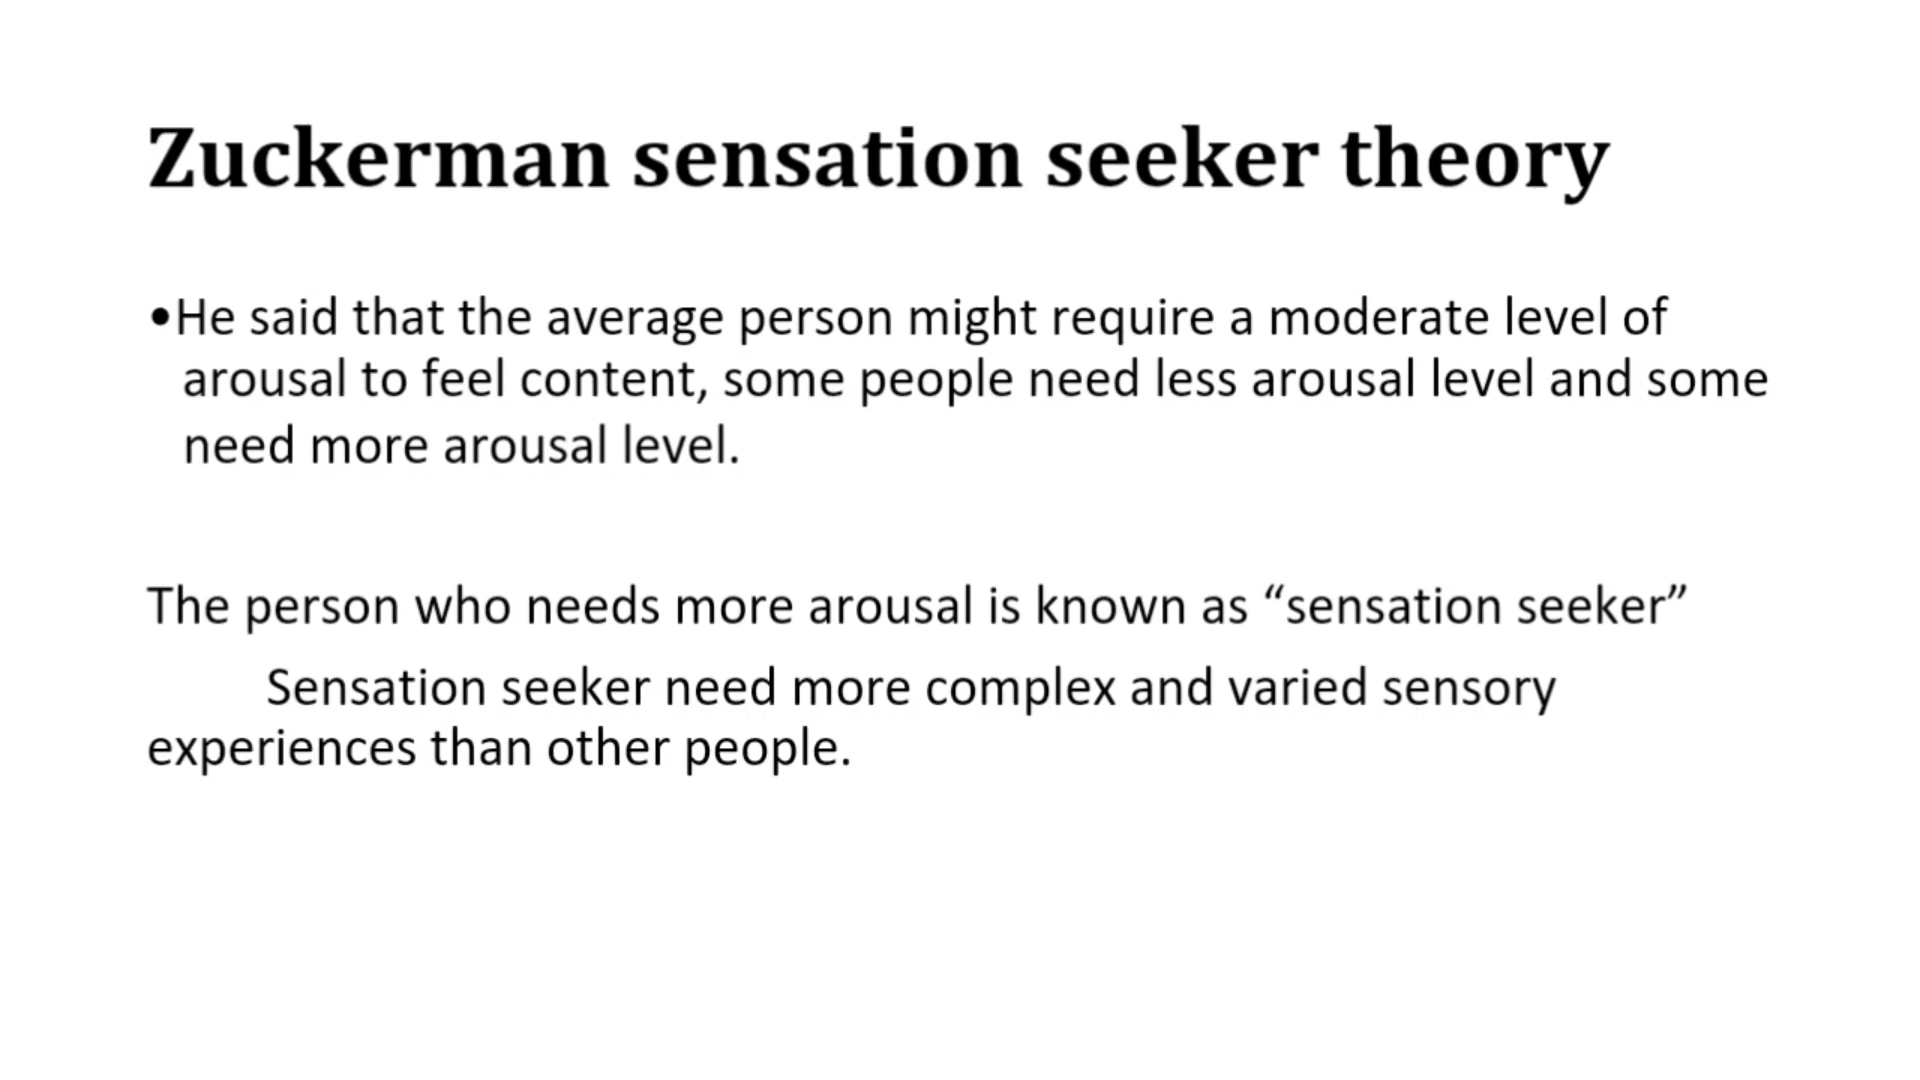 Zuckerman sensation seeker theory
•He said that the average person might require a moderate level of
arousal to feel content, some people need less arousal level and some
need more arousal level.
The person who needs more arousal is known as “sensation seeker”
Sensation seeker need more complex and varied sensory
experiences than other people.